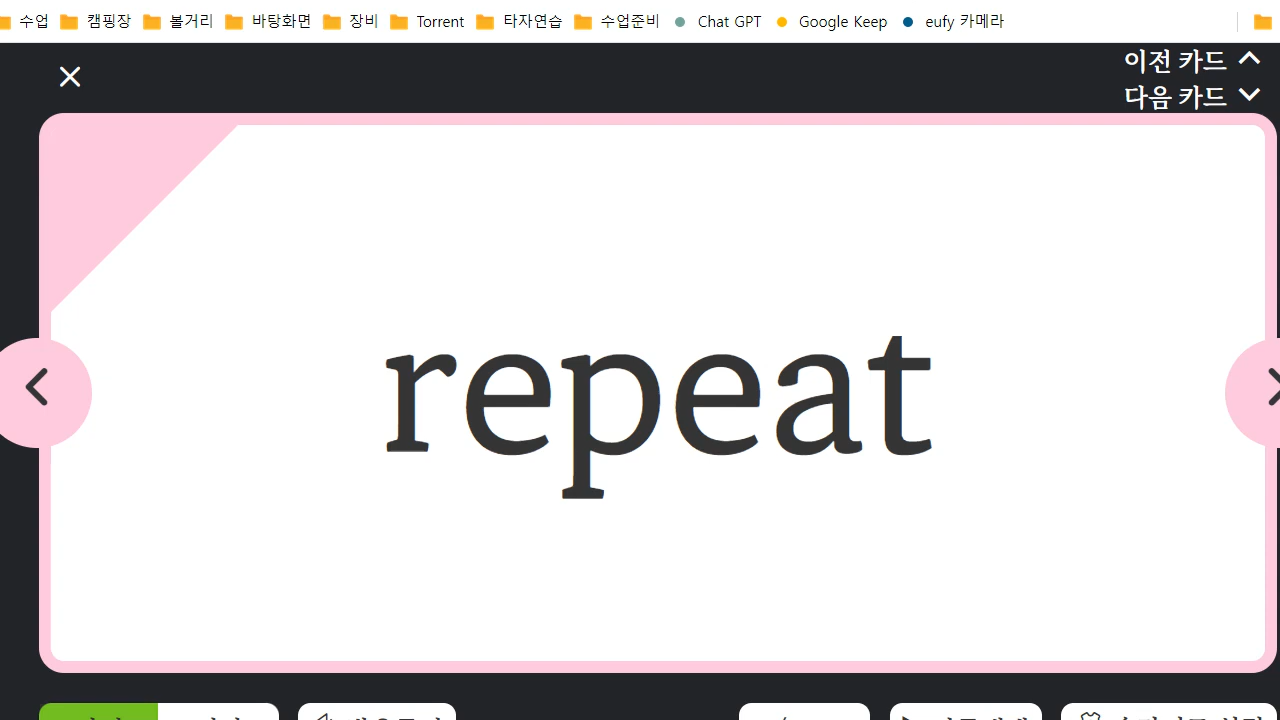 수업 캠핑장 볼거리 바탕화면 장비 Torrent 타자연습 수업준비 Chat GPT Google Keep eufy 카메라
이전 카드
다음 카드
repeat